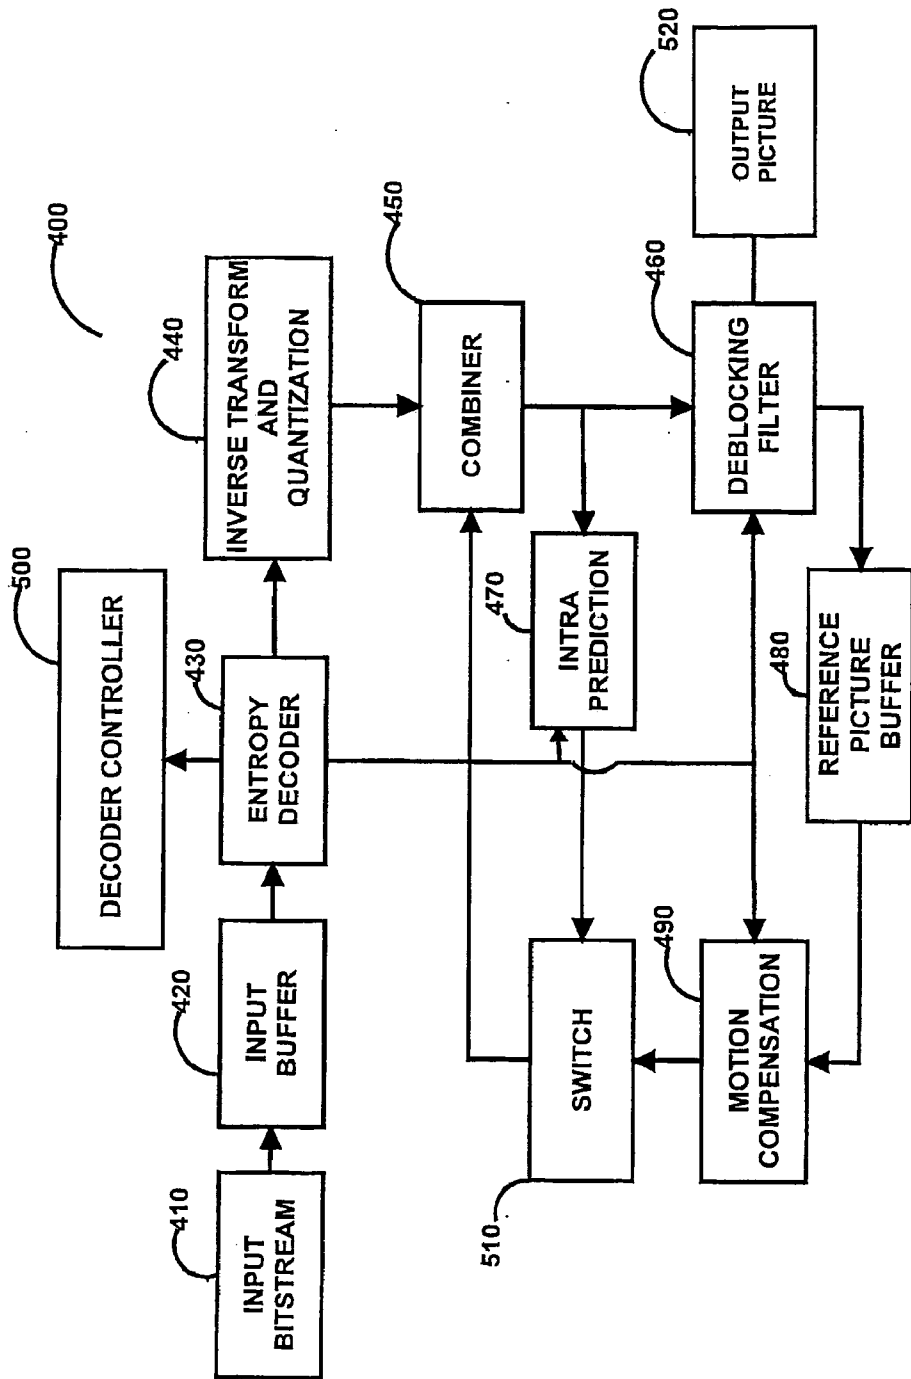 400
410
INPUT
BITSTREAM
420
INPUT
BUFFER
430
ENTROPY
DECODER
500
DECODER CONTROLLER
440
INVERSE TRANSFORM
AND
QUANTIZATION
450
COMBINER
470
INTRA
PREDICTION
510
SWITCH
460
DEBLOCKING
FILTER
520
OUTPUT
PICTURE
490
MOTION
COMPENSATION
480
REFERENCE
PICTURE
BUFFER